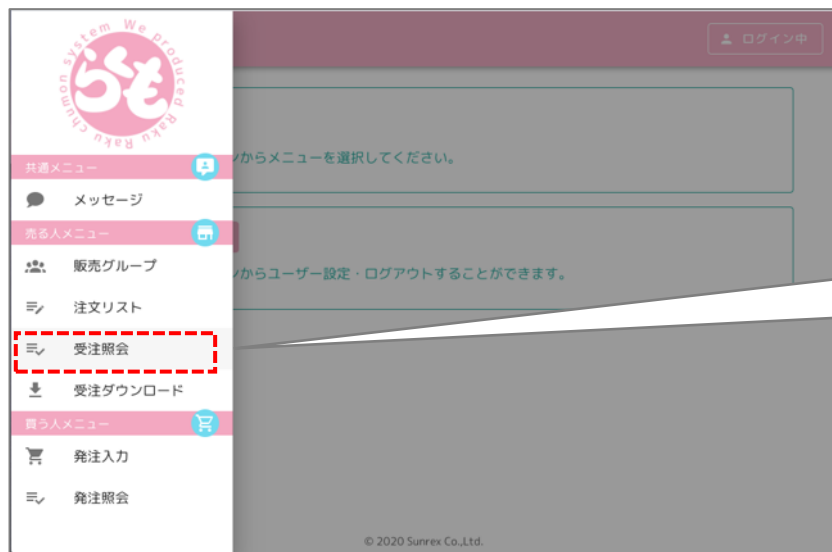 system We produced Raku Raku chumon
らくも
ログイン中
共通メニュー
ンからメニューを選択してください。
メッセージ
売る人メニュー
販売グループ
ンからユーザー設定・ログアウトすることができます。
注文リスト
受注照会
受注ダウンロード
買う人メニュー
発注入力
発注照会
© 2020 Sunrex Co.,Ltd.